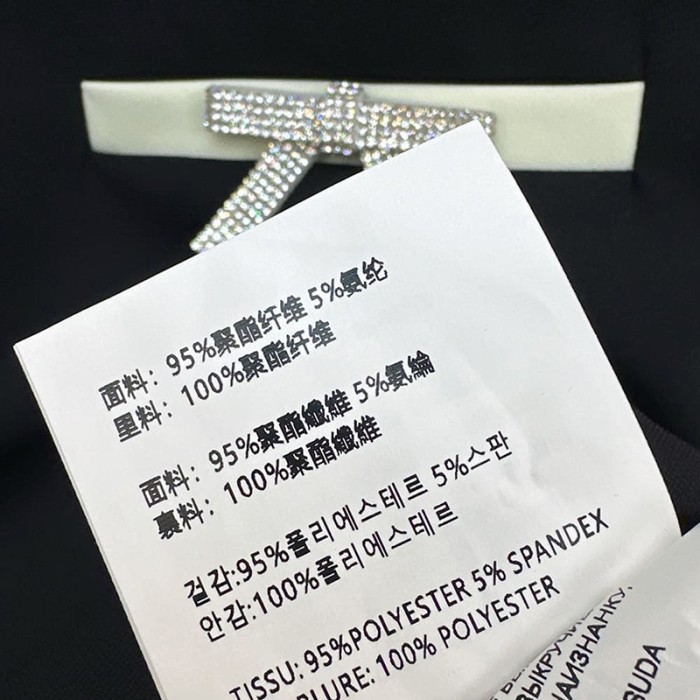 面料：95%聚酯纤维 5%氨纶
里料：100%聚酯纤维
面料：95%聚酯纖維 5%氨綸
裏料：100%聚酯纖維
걸감:95%폴리에스테르 5%스판
안감:100%폴리에스테르
TISSU: 95%POLYESTER 5% SPANDEX
100% POLYESTER